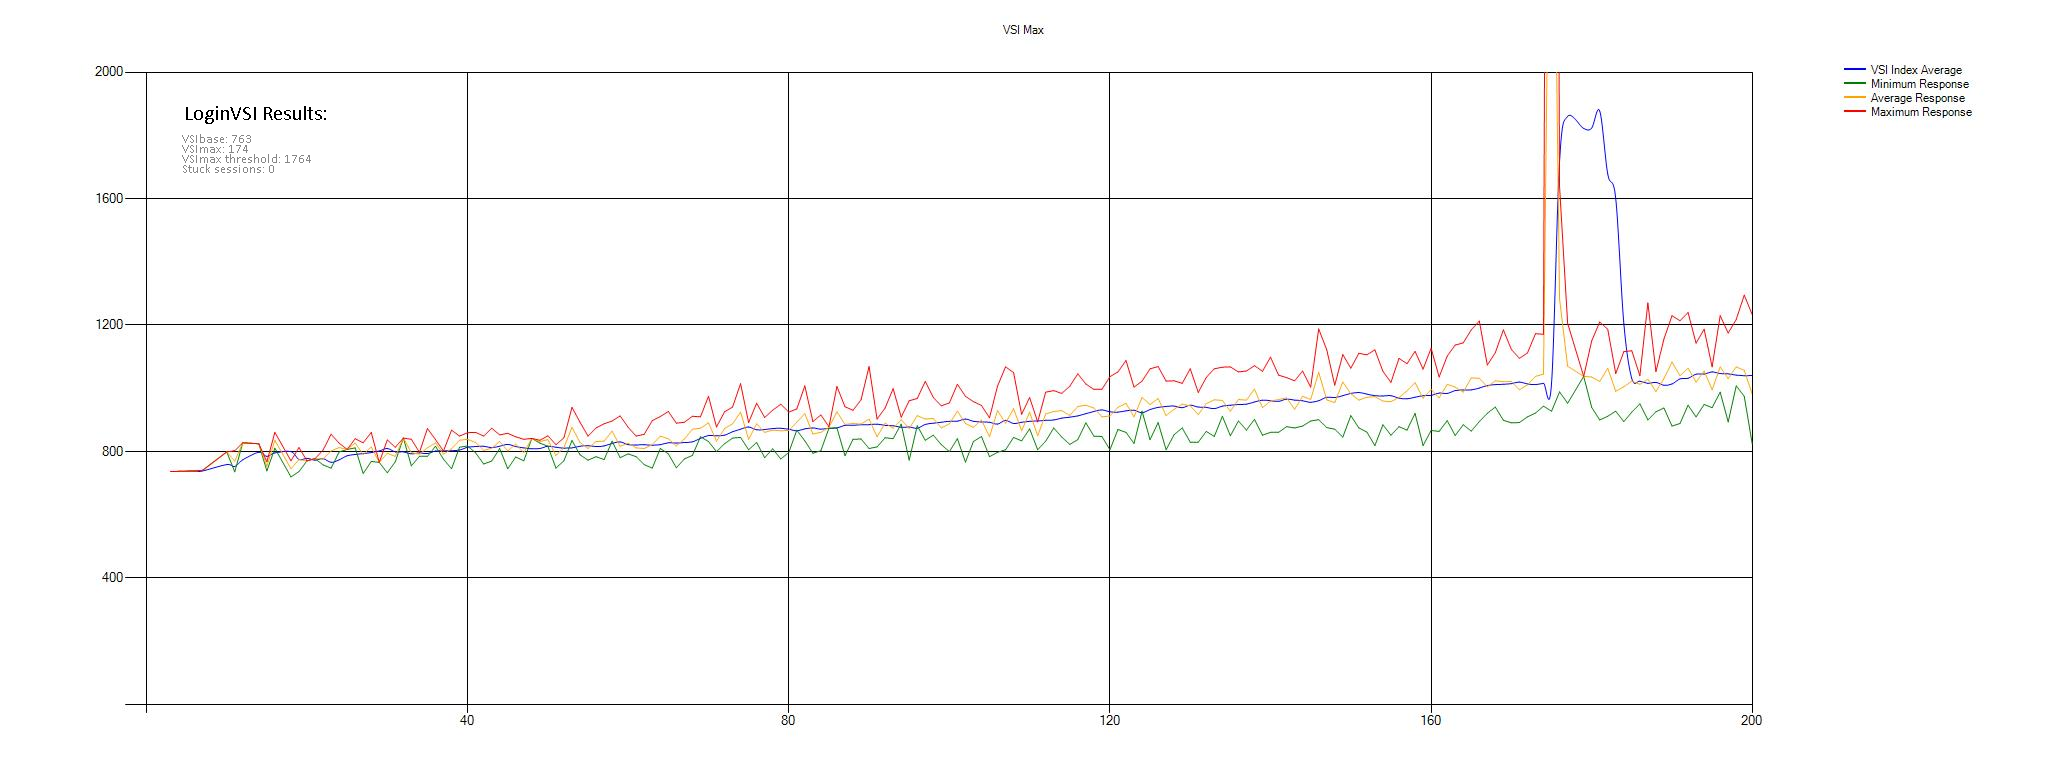 VSI Max
2000
1600
1200
800
400
40
80
120
160
200
LoginVSI Results:
VSIbase: 763
VSImax: 174
VSImax threshold: 1764
Stuck sessions: 0
VSI Index Average
Minimum Response
Average Response
Maximum Response